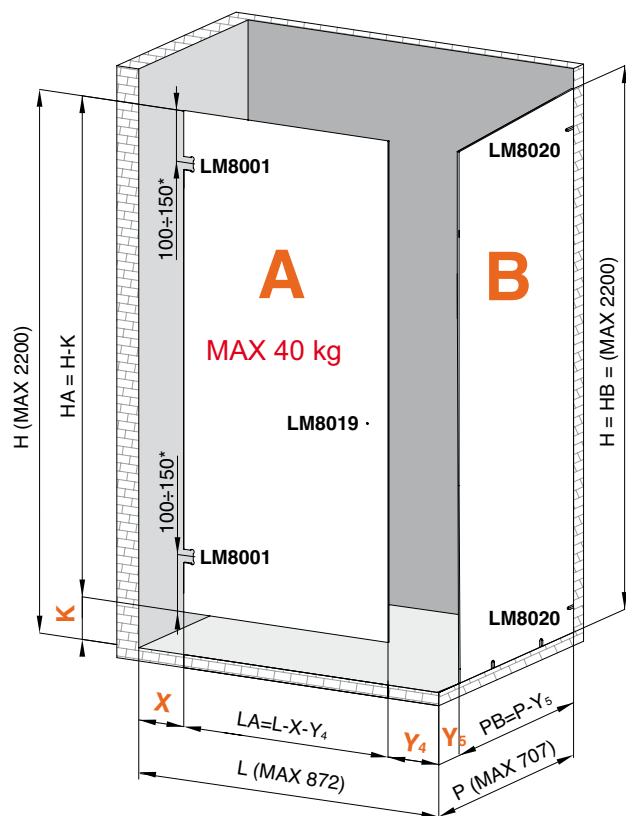 LM8020
LM8001
100÷150*
A
B
MAX 40 kg
H (MAX 2200)
HA = H-K
H = HB = (MAX 2200)
LM8019
100÷150*
LM8001
K
LM8020
X
LA=L-X-Y₄
Y₄
Y₅
PB=P-Y₅
L (MAX 872)
P (MAX 707)